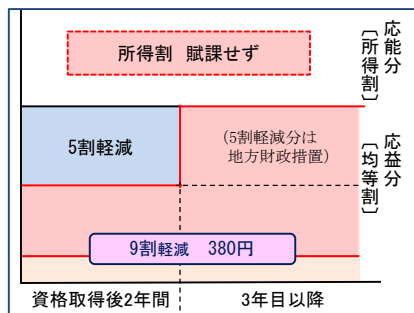 所得割 賦課せず
応能分
〔所得割〕
5割軽減
(5割軽減分は
地方財政措置)
応益分
〔均等割〕
9割軽減 380円
資格取得後2年間
3年目以降